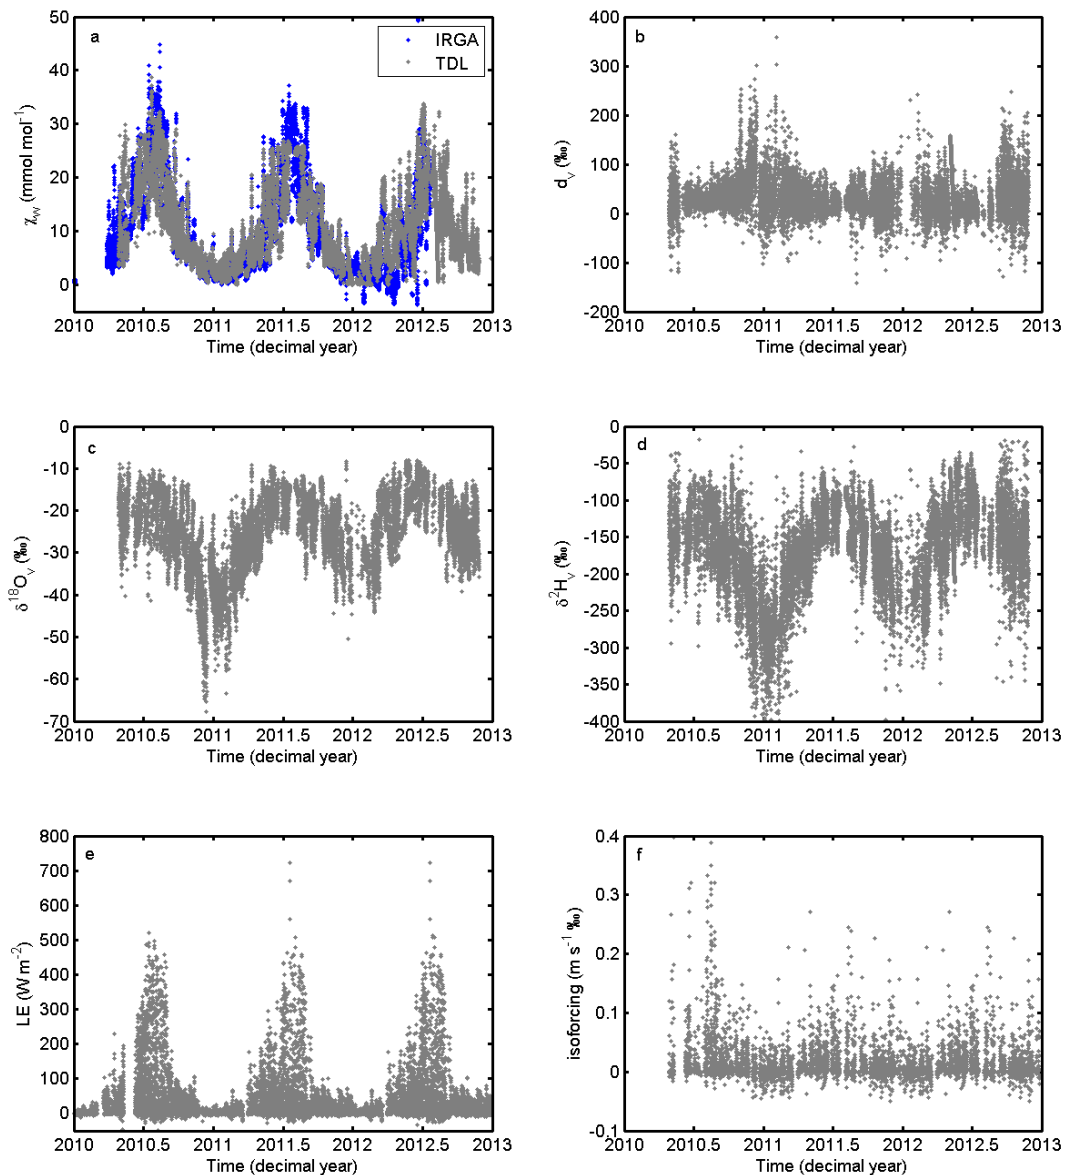 a
IRGA
TDL
50
40
30
20
10
0
χW (mmol mol-1)
2010 2010.5 2011 2011.5 2012 2012.5 2013
Time (decimal year)
b
400
300
200
100
0
-100
-200
dV (‰)
2010 2010.5 2011 2011.5 2012 2012.5 2013
Time (decimal year)
c
0
-10
-20
-30
-40
-50
-60
-70
δ18OV (‰)
2010 2010.5 2011 2011.5 2012 2012.5 2013
Time (decimal year)
d
0
-50
-100
-150
-200
-250
-300
-350
-400
δ2HV (‰)
2010 2010.5 2011 2011.5 2012 2012.5 2013
Time (decimal year)
e
800
700
600
500
400
300
200
100
0
LE (W m-2)
2010 2010.5 2011 2011.5 2012 2012.5 2013
Time (decimal year)
f
0.4
0.3
0.2
0.1
0
-0.1
isoforcing (m s-1 ‰)
2010 2010.5 2011 2011.5 2012 2012.5 2013
Time (decimal year)